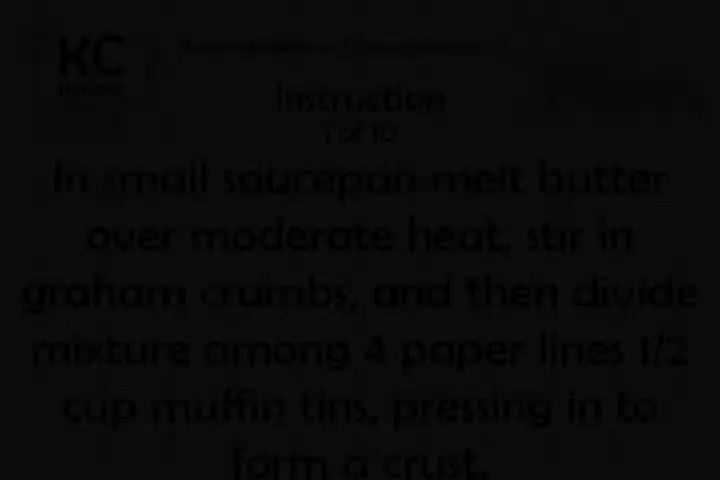 KC
Instruction
1 of 10
In small saucepan melt butter
over moderate heat, stir in
graham crumbs, and then divide
mixture among 4 paper lines 1/2
cup muffin tins, pressing in to
form a crust.